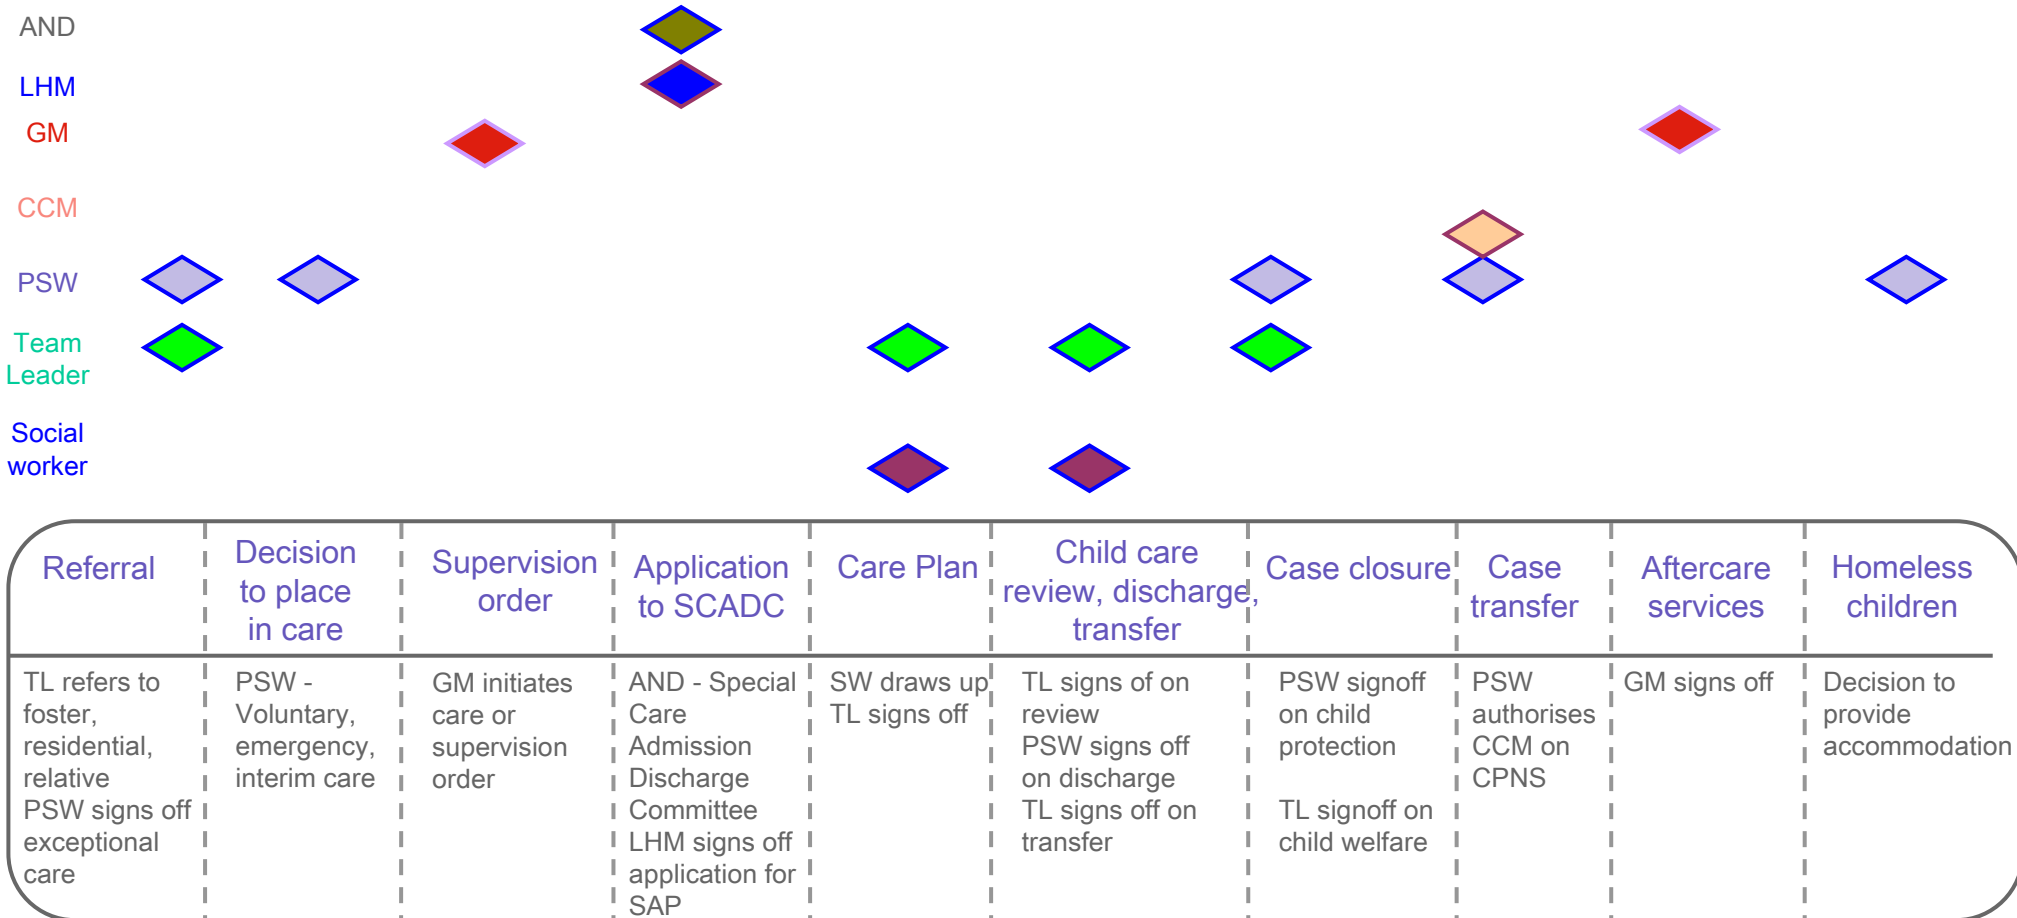 AND
LHM
GM
CCM
PSW
Team
Leader
Social
worker
Referral
Decision
to place
in care
Supervision
order
Application
to SCADC
Care Plan
Child care
review, discharge,
transfer
Case closure
Case
transfer
Aftercare
services
Homeless
children
TL refers to
foster,
residential,
relative
PSW signs off
exceptional
care
PSW -
Voluntary,
emergency,
interim care
GM initiates
care or
supervision
order
AND - Special
Care
Admission
Discharge
Committee
LHM signs off
application for
SAP
SW draws up
TL signs off
TL signs of on
review
PSW signs off
on discharge
TL signs off on
transfer
PSW signoff
on child
protection
TL signoff on
child welfare
PSW
authorises
CCM on
CPNS
GM signs off
Decision to
provide
accommodation